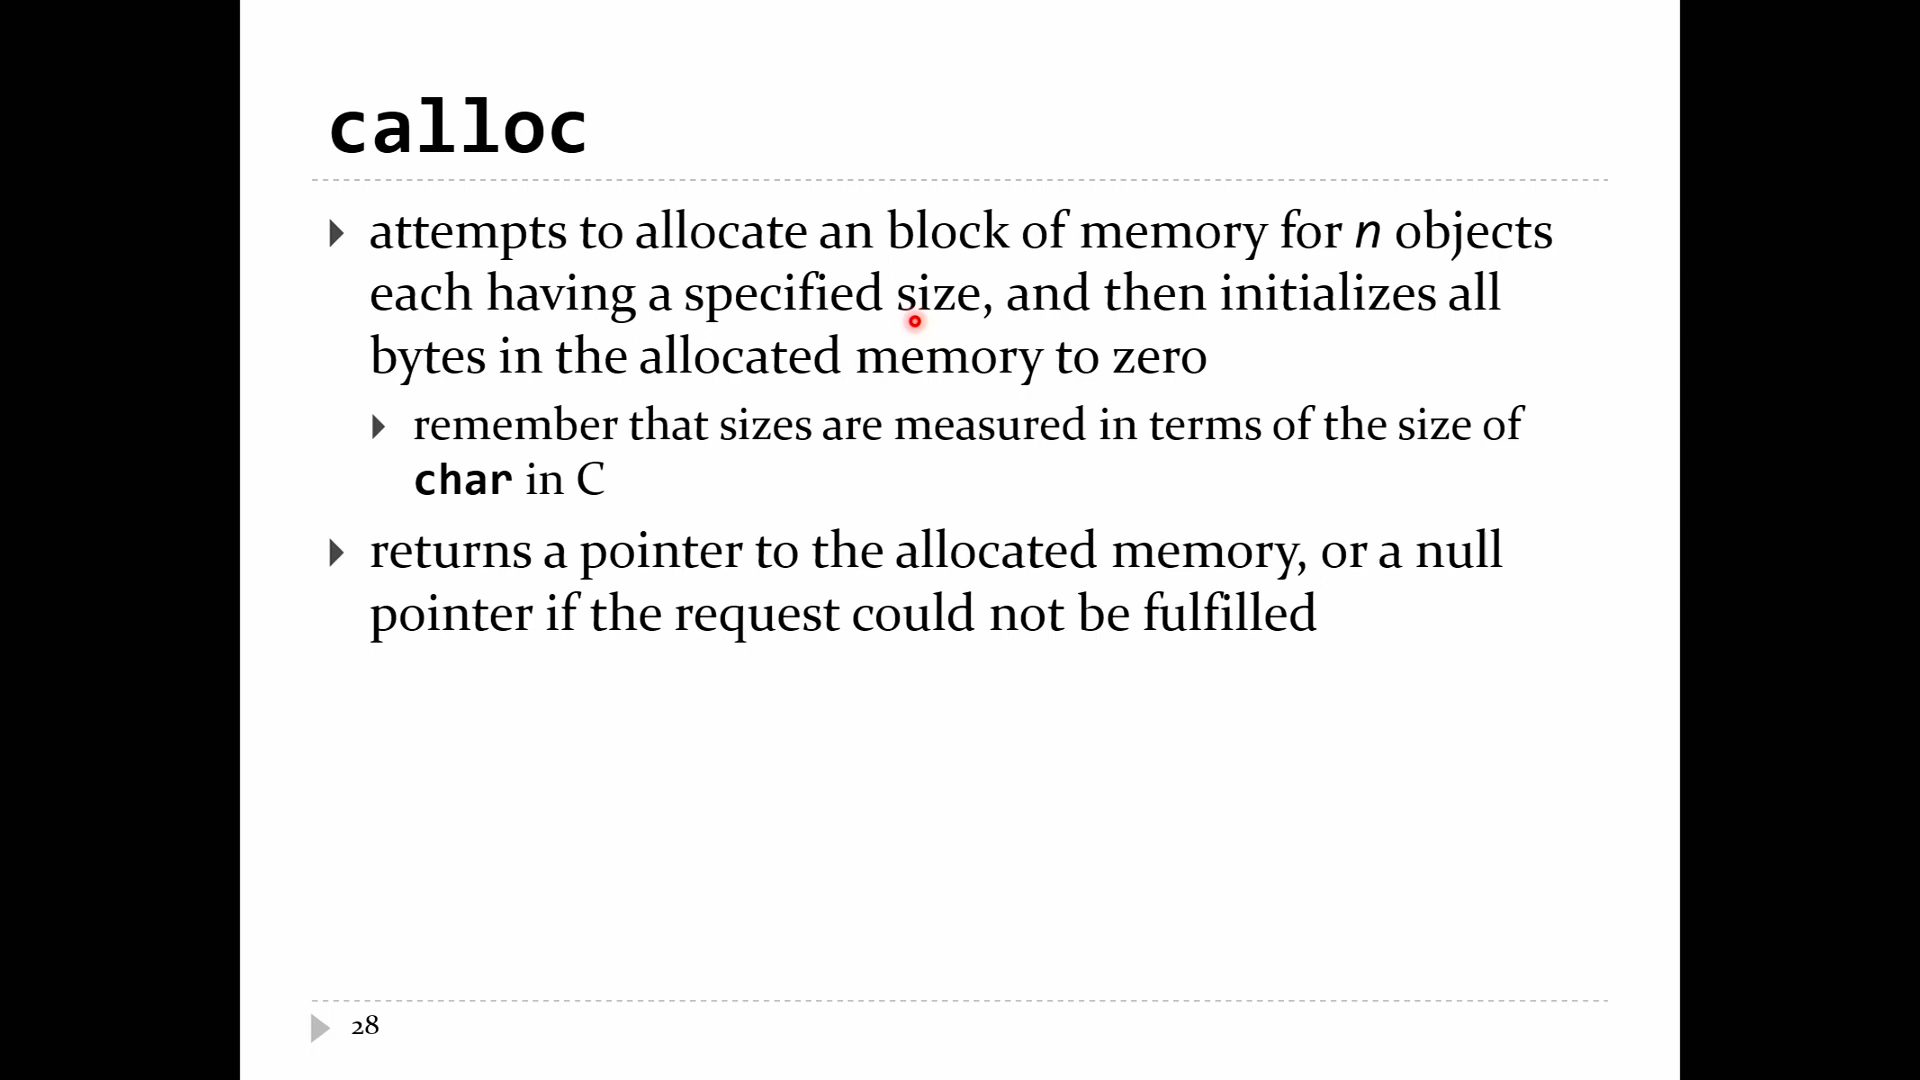 calloc
attempts to allocate an block of memory for n objects
each having a specified size, and then initializes all
bytes in the allocated memory to zero
remember that sizes are measured in terms of the size of
char in C
returns a pointer to the allocated memory, or a null
pointer if the request could not be fulfilled
28